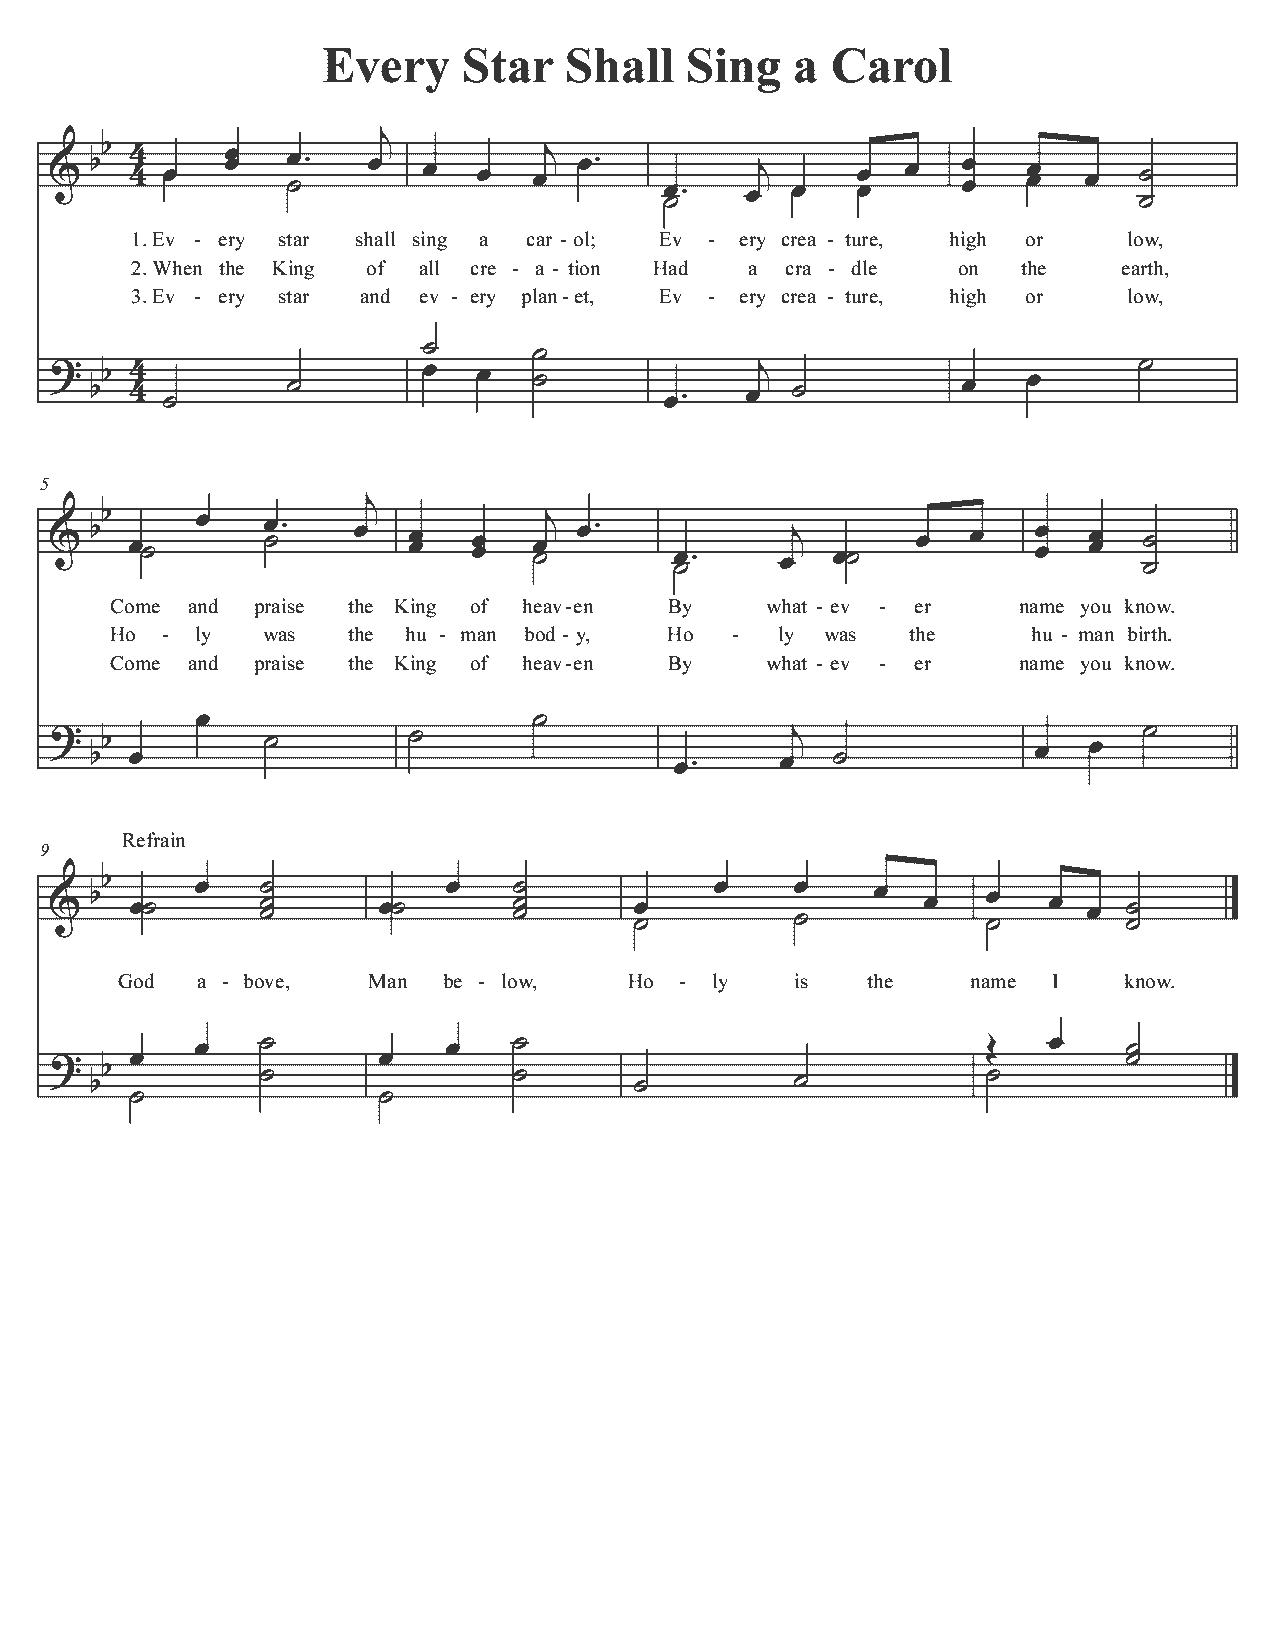 Every Star Shall Sing a Carol
1. Ev - ery star shall sing a car - ol; Ev - ery crea - ture, high or low,
2. When the King of all cre - a - tion Had a cra - dle on the earth,
3. Ev - ery star and ev - ery plan - et, Ev - ery crea - ture, high or low,
5
Come and praise the King of heav - en By what - ev - er name you know.
Ho - ly was the hu - man bod - y, Ho - ly was the hu - man birth.
Come and praise the King of heav - en By what - ev - er name you know.
Refrain
9
God a - bove, Man be - low, Ho - ly is the name I know.